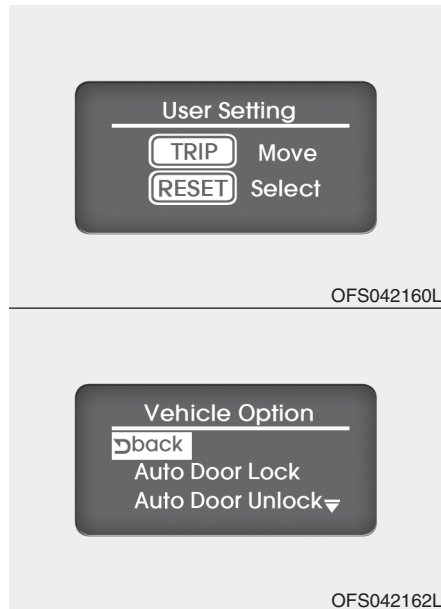 User Setting
TRIP Move
RESET Select
OFS042160L
Vehicle Option
back
Auto Door Lock
Auto Door Unlock
OFS042162L